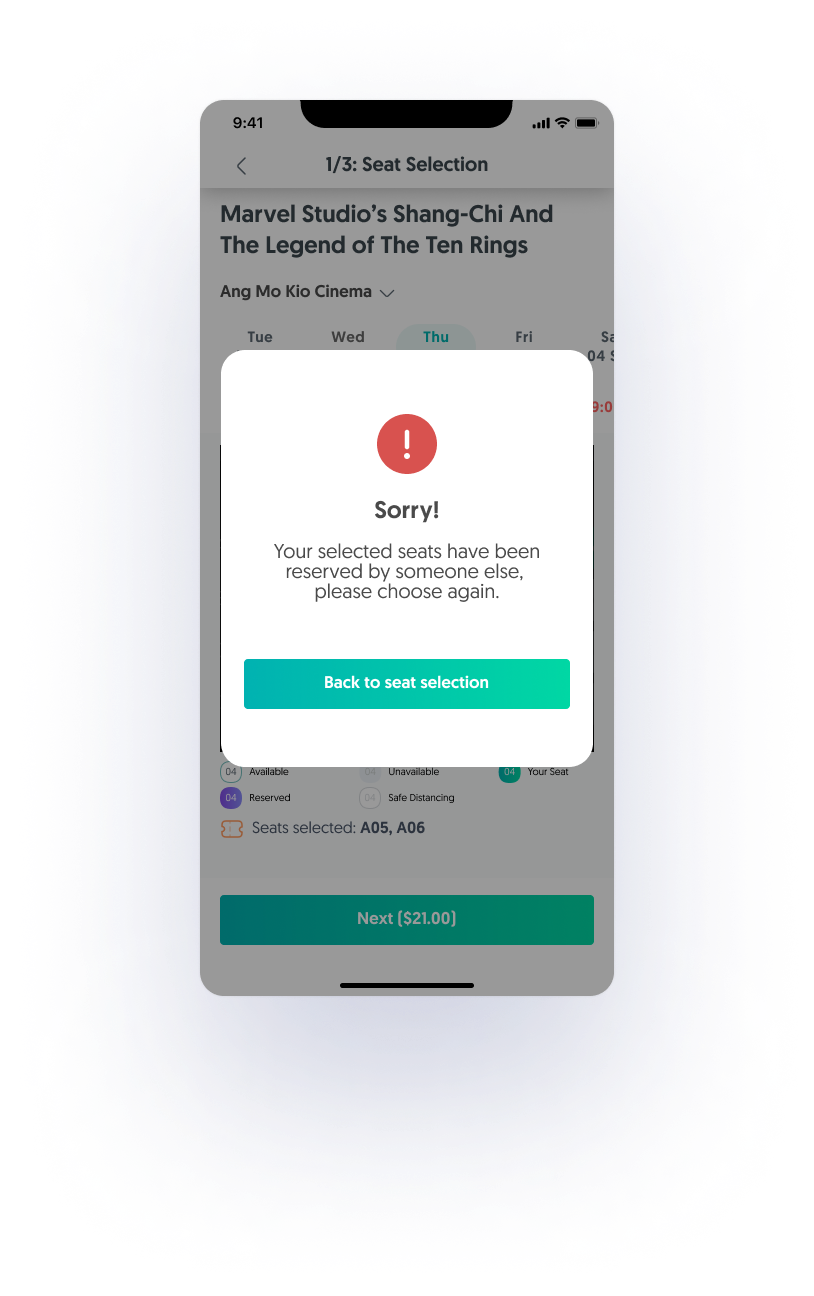 9:41
1/3: Seat Selection
Marvel Studio’s Shang-Chi And
The Legend of The Ten Rings
Ang Mo Kio Cinema
Tue Wed Thu Fri
04
9:0
Sorry!
Your selected seats have been
reserved by someone else,
please choose again.
Back to seat selection
04 Available 04 Unavailable 04 Your Seat
04 Reserved 04 Safe Distancing
Seats selected: A05, A06
Next ($21.00)